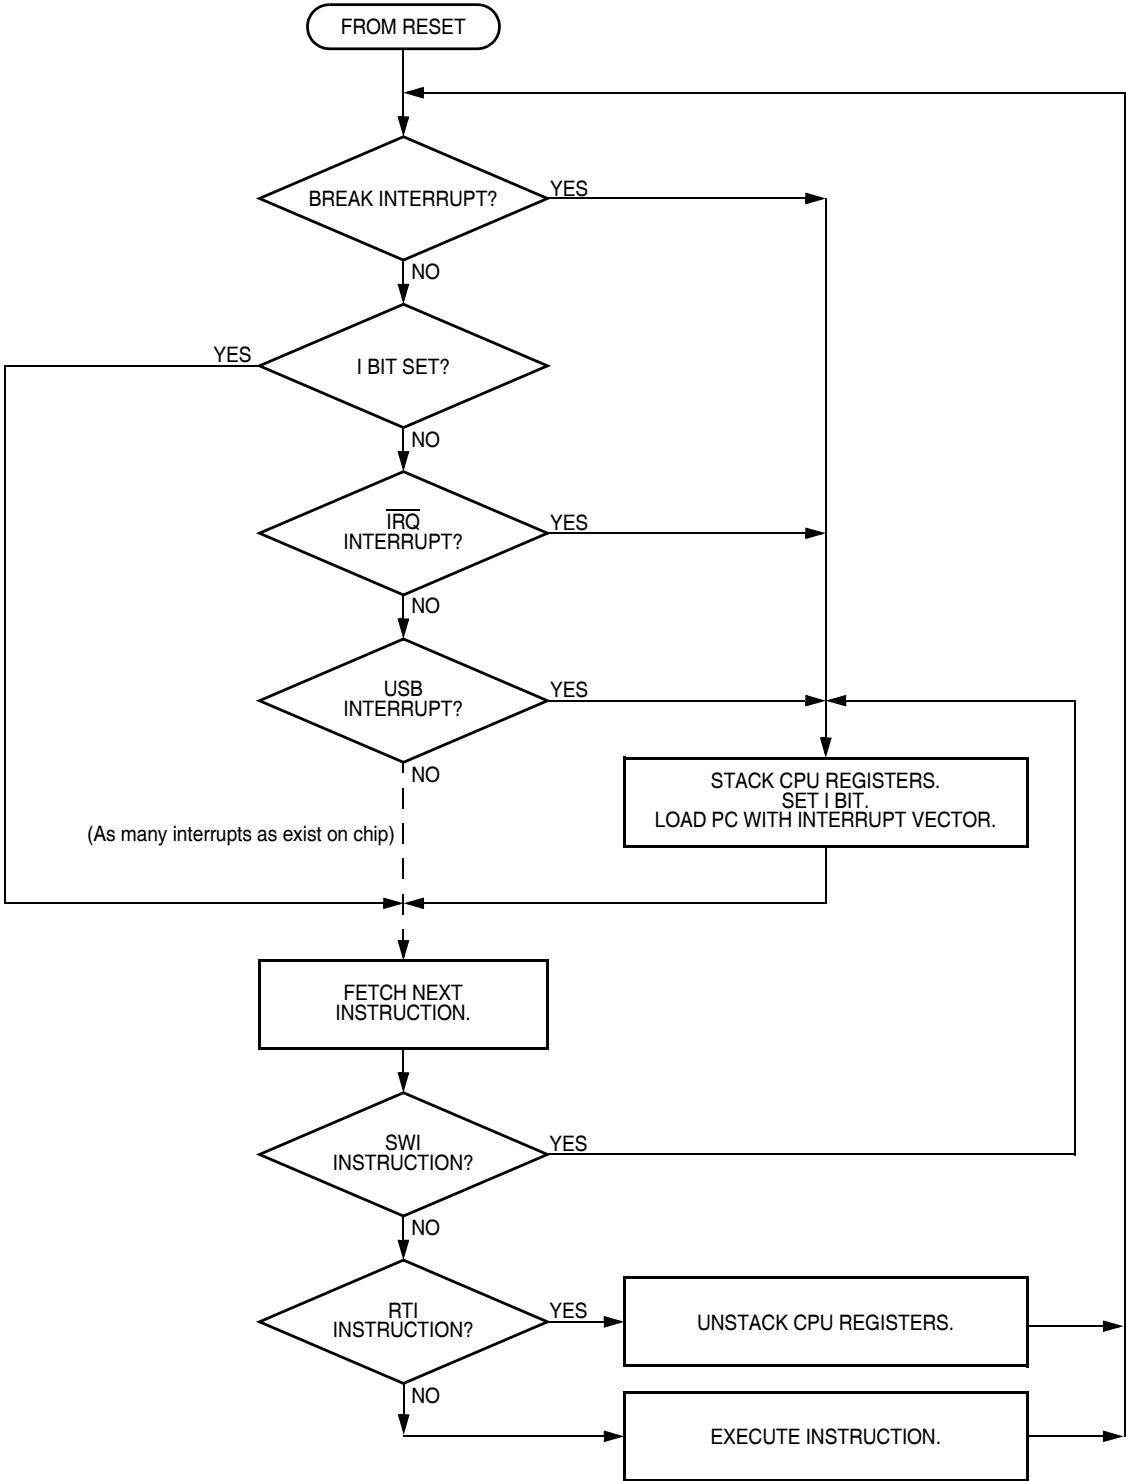 FROM RESET
BREAK INTERRUPT?
YES
NO
YES
I BIT SET?
NO
IRQ
INTERRUPT?
YES
NO
USB
INTERRUPT?
YES
NO
STACK CPU REGISTERS.
SET I BIT.
LOAD PC WITH INTERRUPT VECTOR.
(As many interrupts as exist on chip)
FETCH NEXT
INSTRUCTION.
SWI
INSTRUCTION?
YES
NO
RTI
INSTRUCTION?
YES
UNSTACK CPU REGISTERS.
NO
EXECUTE INSTRUCTION.